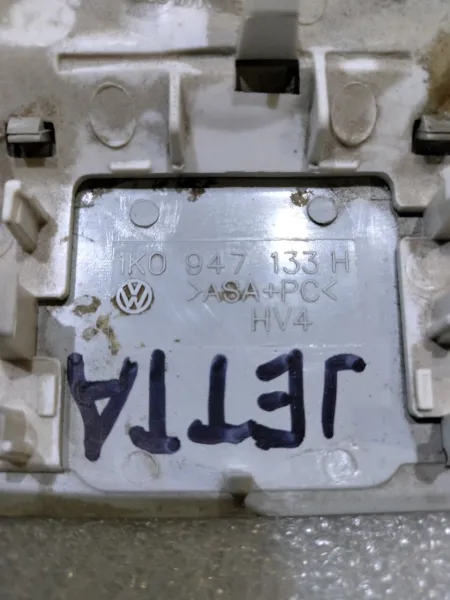 1K0 947 133 H
>ASA+PC<
HV4
JETTA